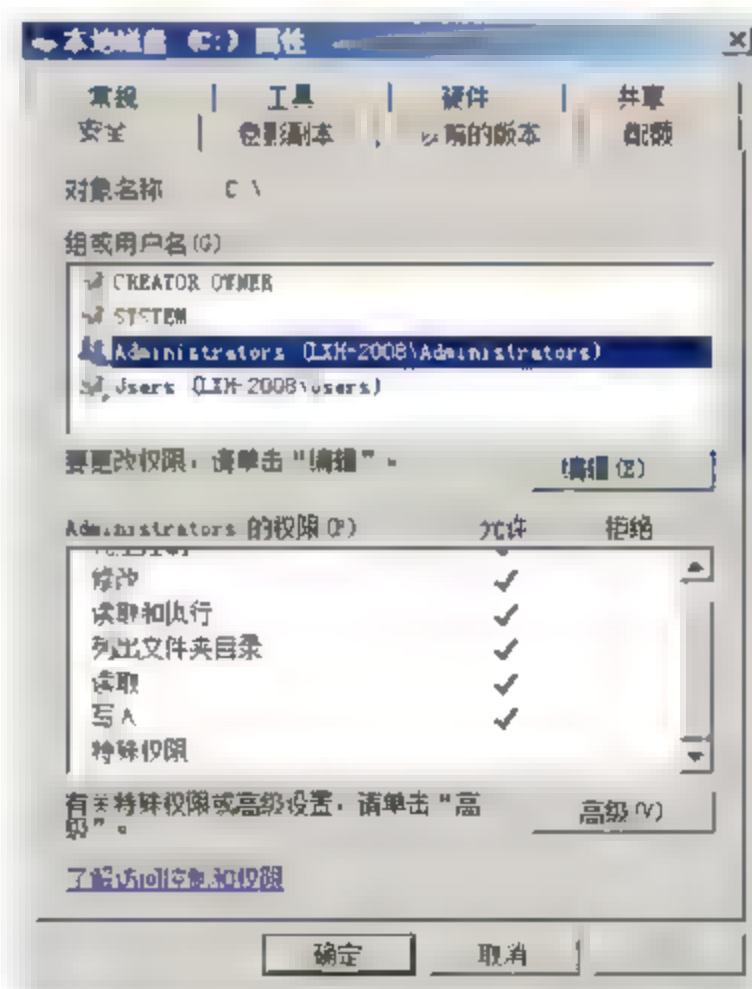 本地磁盘 (C:) 属性
常规 工具 硬件 共享
安全 卷影副本 以前的版本 配额
对象名称 C:\
组或用户名(G)
CREATOR OWNER
SYSTEM
Administrators (LXH-2008\Administrators)
Users (LXH-2008\Users)
要更改权限，请单击"编辑"。 编辑(E)
Administrators 的权限(P) 允许 拒绝
修改
读取和执行
列出文件夹目录
读取
写入
特殊权限
有关特殊权限或高级设置，请单击"高 高级(V)
级"。
了解访问控制和权限
确定 取消